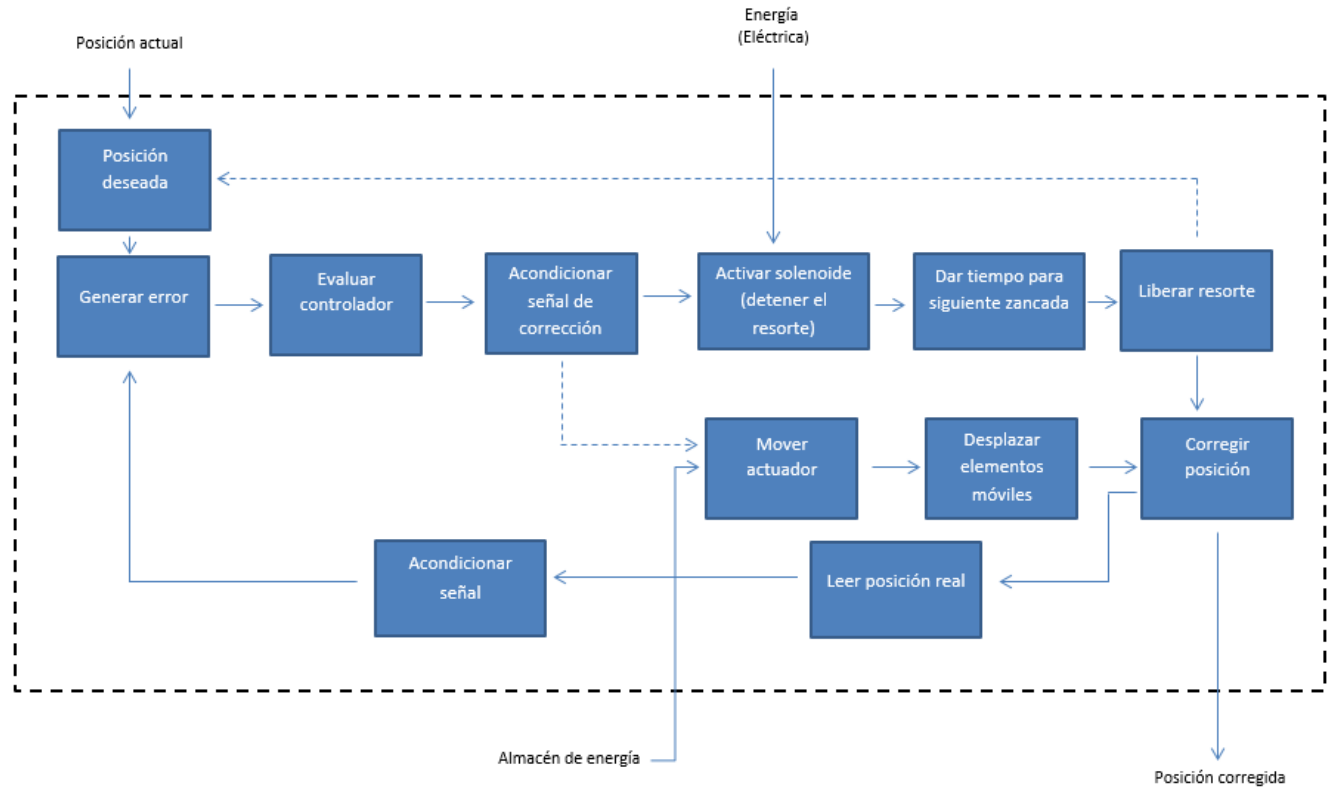 Posición actual
Energía
(Eléctrica)
Posición
deseada
Generar error
Evaluar
controlador
Acondicionar
señal de
corrección
Activar solenoide
(detener el
resorte)
Dar tiempo para
siguiente zancada
Liberar resorte
Mover
actuador
Desplazar
elementos
móviles
Corregir
posición
Acondicionar
señal
Leer posición real
Almacén de energía
Posición corregida